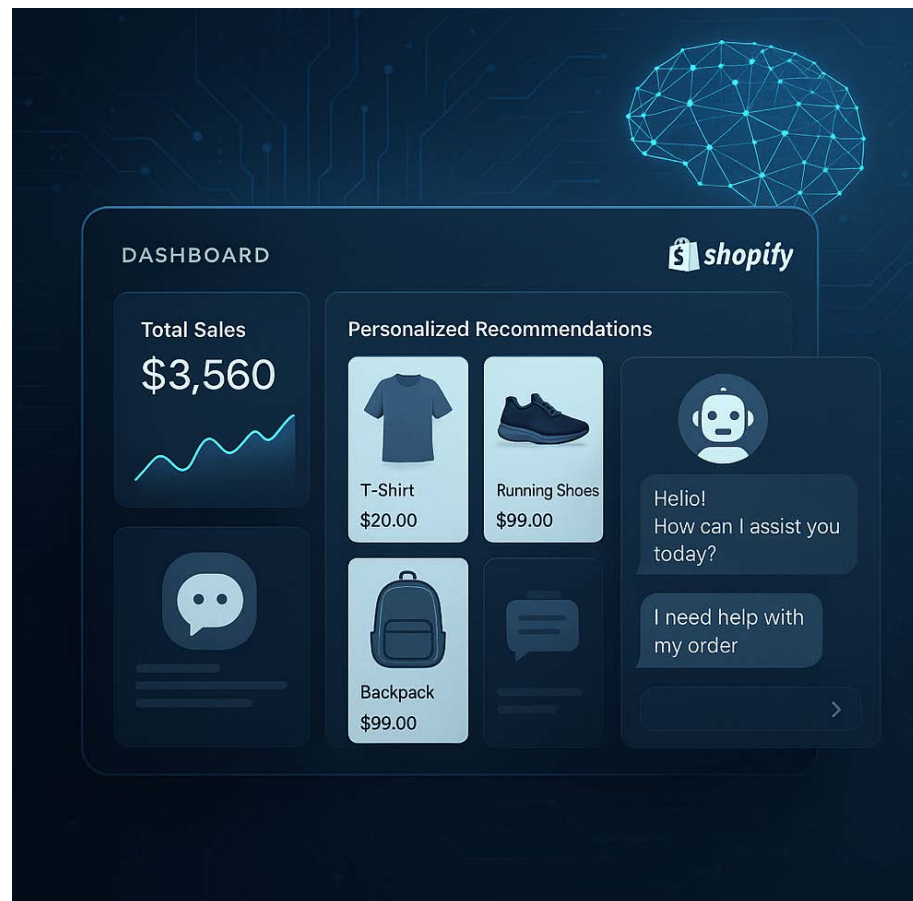 DASHBOARD
shopify
Total Sales
$3,560
Personalized Recommendations
T-Shirt
$20.00
Running Shoes
$99.00
Backpack
$99.00
Helio!
How can I assist you
today?
I need help with
my order